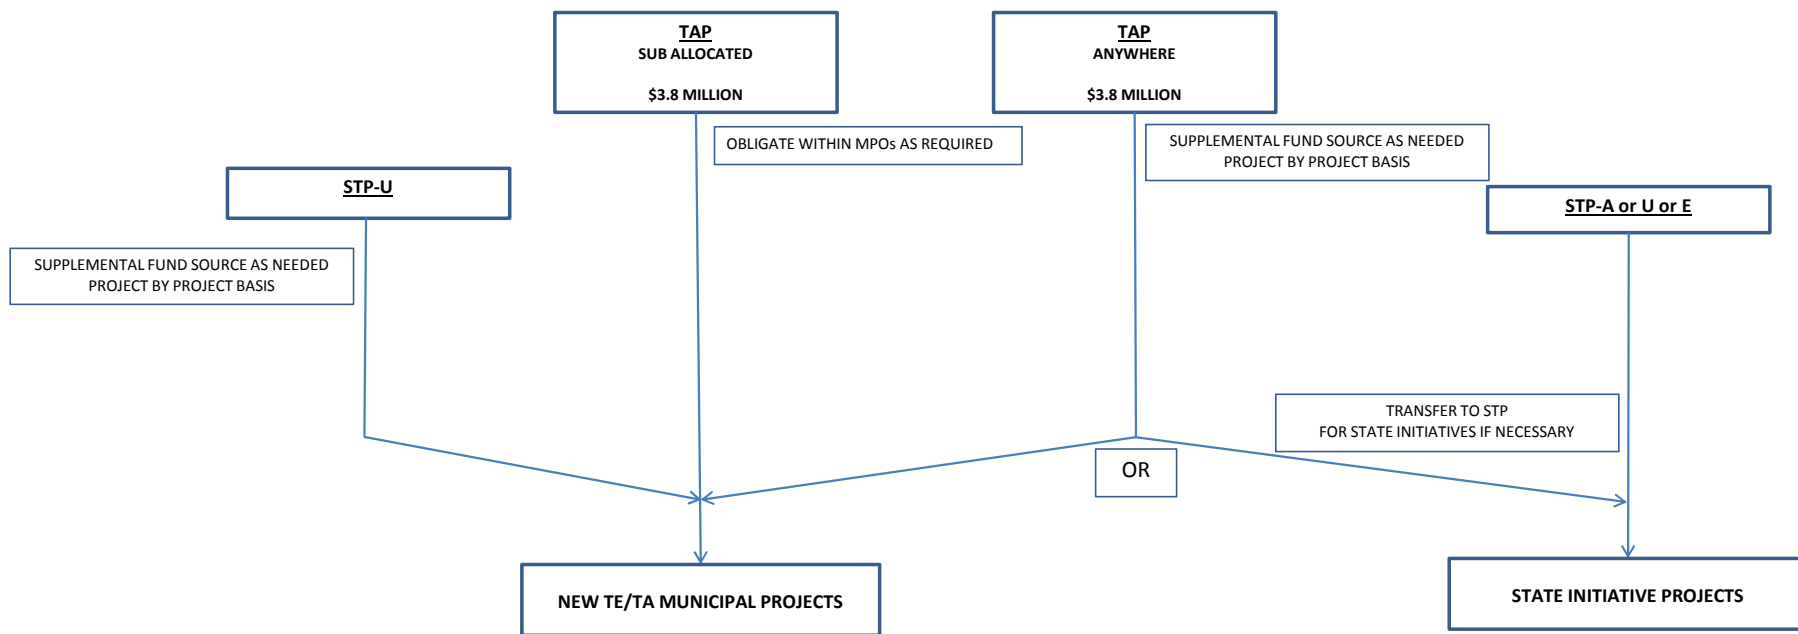 TAP
SUB ALLOCATED
$3.8 MILLION
TAP
ANYWHERE
$3.8 MILLION
OBLIGATE WITHIN MPOs AS REQUIRED
SUPPLEMENTAL FUND SOURCE AS NEEDED
PROJECT BY PROJECT BASIS
STP-U
STP-A or U or E
SUPPLEMENTAL FUND SOURCE AS NEEDED
PROJECT BY PROJECT BASIS
TRANSFER TO STP
FOR STATE INITIATIVES IF NECESSARY
OR
NEW TE/TA MUNICIPAL PROJECTS
STATE INITIATIVE PROJECTS